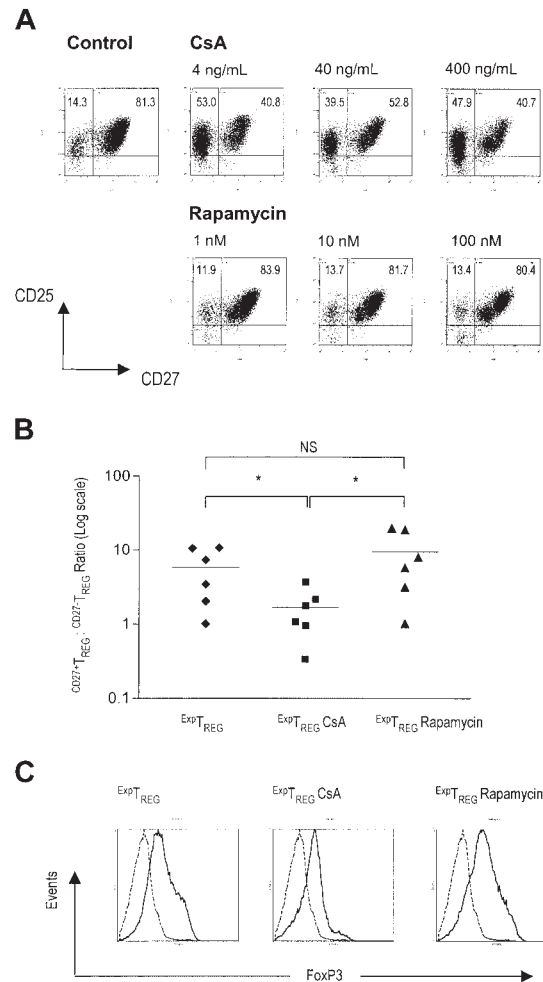 A
Control
CsA
4 ng/mL
40 ng/mL
400 ng/mL
14.3 81.3
53.0 40.8
39.5 52.8
47.9 40.7
Rapamycin
1 nM
10 nM
100 nM
11.9 83.9
13.7 81.7
13.4 80.4
CD25
CD27
B
NS
* *
CD27+TREG : CD27-TREG Ratio (Log scale)
100
10
1
0.1
ExpTREG
ExpTREG CsA
ExpTREG Rapamycin
C
ExpTREG
ExpTREG CsA
ExpTREG Rapamycin
Events
FoxP3